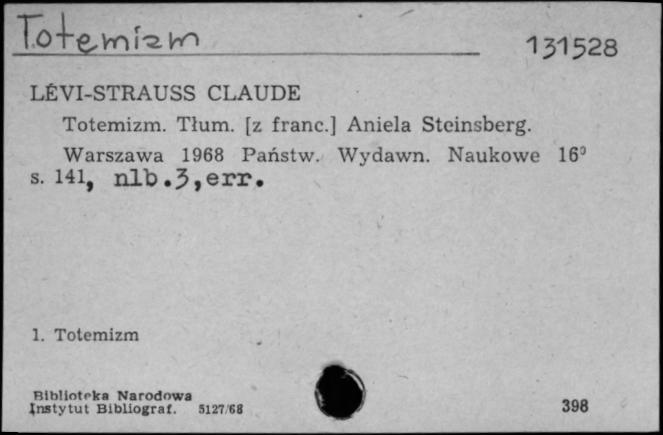 Totemizm
131528
LÉVI-STRAUSS CLAUDE
Totemizm. Tłum. [z franc.] Aniela Steinsberg.
Warszawa 1968 Państw. Wydawn. Naukowe 16°
s. 141, nlb.3,err.
1. Totemizm
Biblioteka Narodowa
Instytut Bibliograf. 5127/68
398